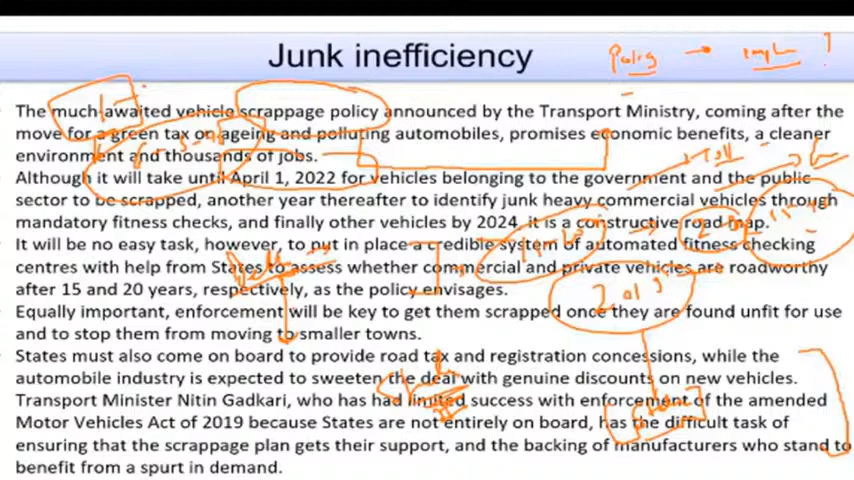 Junk inefficiency
The much-awaited vehicle scrappage policy announced by the Transport Ministry, coming after the
move for a green tax on ageing and polluting automobiles, promises economic benefits, a cleaner
environment and thousands of jobs.
Although it will take until April 1, 2022 for vehicles belonging to the government and the public
sector to be scrapped, another year thereafter to identify junk heavy commercial vehicles through
mandatory fitness checks, and finally other vehicles by 2024, it is a constructive road map.
It will be no easy task, however, to put in place a credible system of automated fitness checking
centres with help from States to assess whether commercial and private vehicles are roadworthy
after 15 and 20 years, respectively, as the policy envisages.
Equally important, enforcement will be key to get them scrapped once they are found unfit for use
and to stop them from moving to smaller towns.
States must also come on board to provide road tax and registration concessions, while the
automobile industry is expected to sweeten the deal with genuine discounts on new vehicles.
Transport Minister Nitin Gadkari, who has had limited success with enforcement of the amended
Motor Vehicles Act of 2019 because States are not entirely on board, has the difficult task of
ensuring that the scrappage plan gets their support, and the backing of manufacturers who stand to
benefit from a spurt in demand.